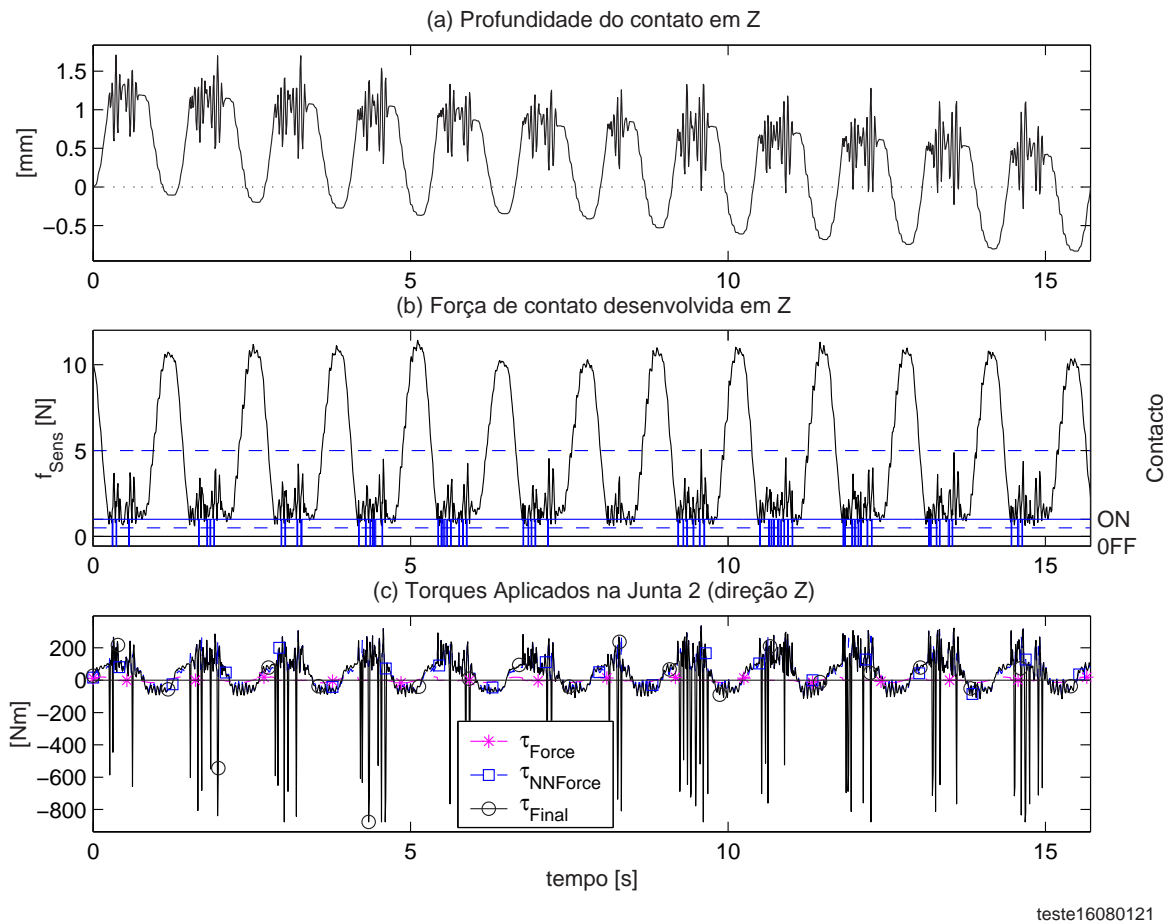 (a) Profundidade do contato em Z
[mm]
1.5
1
0.5
0
−0.5
0 5 10 15
(b) Força de contato desenvolvida em Z
f_Sens [N]
10
5
0
Contacto
ON
0FF
0 5 10 15
(c) Torques Aplicados na Junta 2 (direção Z)
[Nm]
200
0
−200
−400
−600
−800
τ_Force
τ_NNForce
τ_Final
0 5 10 15
tempo [s]
teste16080121